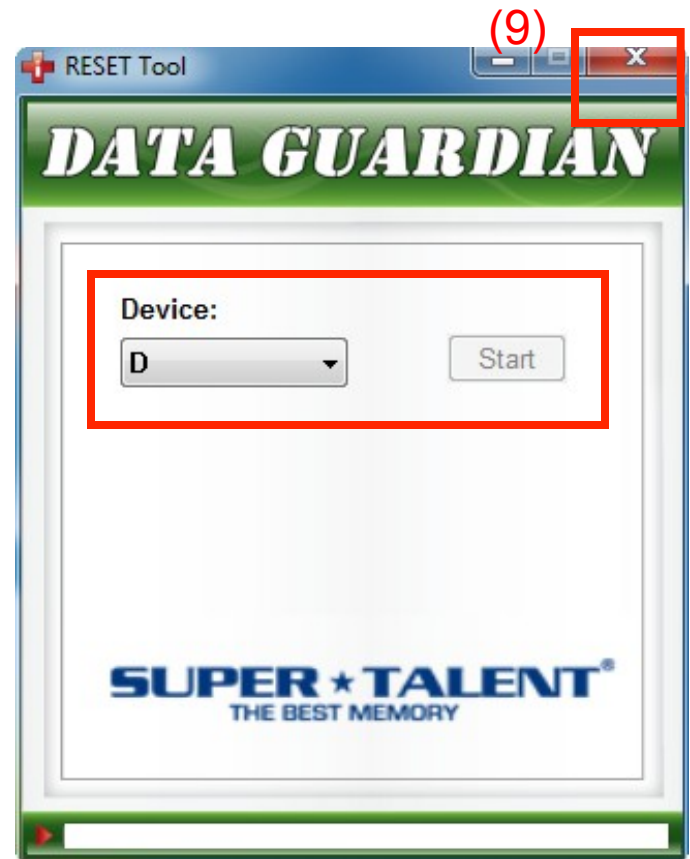 (9)
RESET Tool
X
DATA GUARDIAN
Device:
D
Start
SUPER★TALENT®
THE BEST MEMORY